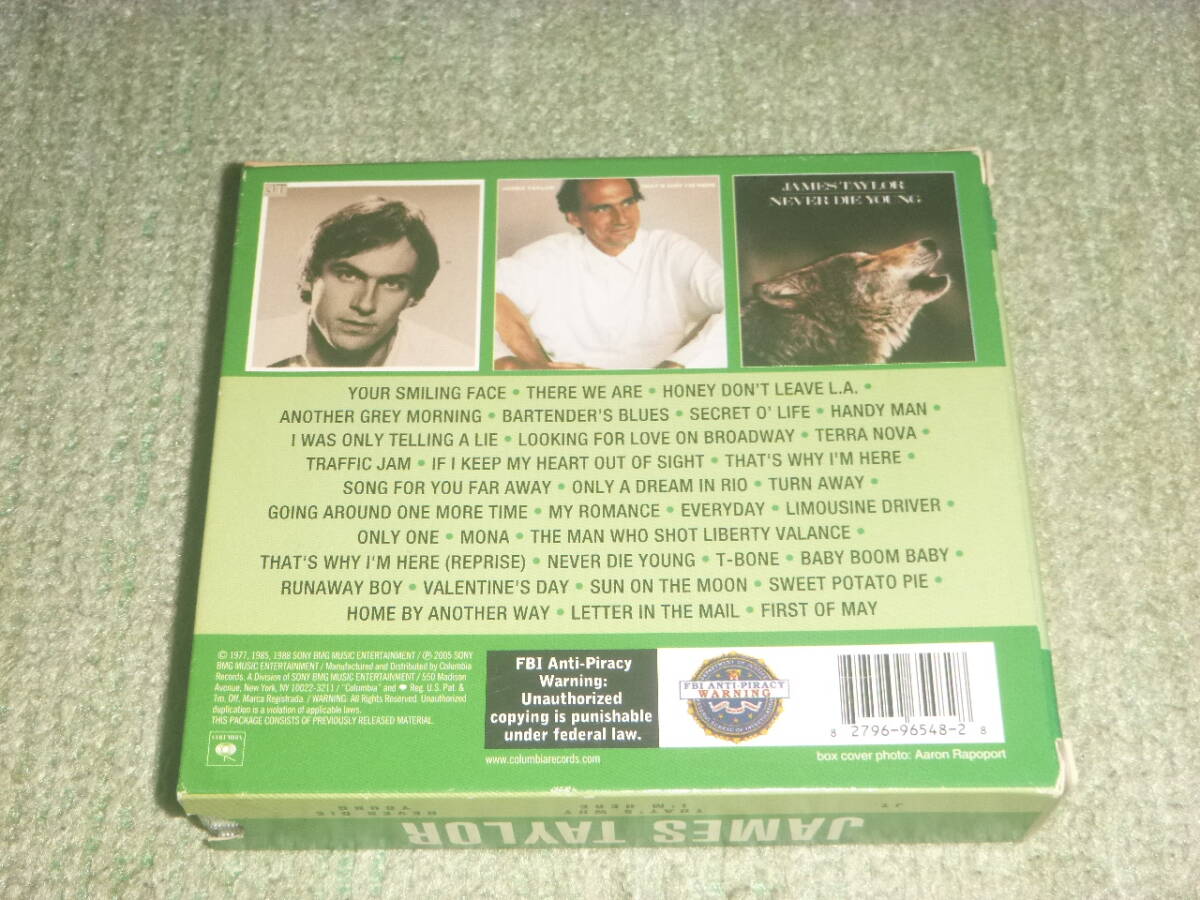 JT
JAMES TAYLOR THAT'S WHY I'M HERE
JAMES TAYLOR
NEVER DIE YOUNG
YOUR SMILING FACE • THERE WE ARE • HONEY DON'T LEAVE L.A. •
ANOTHER GREY MORNING • BARTENDER'S BLUES • SECRET O' LIFE • HANDY MAN •
I WAS ONLY TELLING A LIE • LOOKING FOR LOVE ON BROADWAY • TERRA NOVA •
TRAFFIC JAM • IF I KEEP MY HEART OUT OF SIGHT • THAT'S WHY I'M HERE •
SONG FOR YOU FAR AWAY • ONLY A DREAM IN RIO • TURN AWAY •
GOING AROUND ONE MORE TIME • MY ROMANCE • EVERYDAY • LIMOUSINE DRIVER •
ONLY ONE • MONA • THE MAN WHO SHOT LIBERTY VALANCE •
THAT'S WHY I'M HERE (REPRISE) • NEVER DIE YOUNG • T-BONE • BABY BOOM BABY •
RUNAWAY BOY • VALENTINE'S DAY • SUN ON THE MOON • SWEET POTATO PIE •
HOME BY ANOTHER WAY • LETTER IN THE MAIL • FIRST OF MAY
© 1977, 1985, 1988 SONY BMG MUSIC ENTERTAINMENT / ℗ 2005 SONY
BMG MUSIC ENTERTAINMENT / Manufactured and Distributed by Columbia
Records, A Division of SONY BMG MUSIC ENTERTAINMENT / 550 Madison
Avenue, New York, NY 10022-3211 / "Columbia" and Reg. U.S. Pat. &
Tm. Off. Marca Registrada. / WARNING: All Rights Reserved. Unauthorized
duplication is a violation of applicable laws.
THIS PACKAGE CONSISTS OF PREVIOUSLY RELEASED MATERIAL.
COLUMBIA
FBI Anti-Piracy
Warning:
Unauthorized
copying is punishable
under federal law.
FBI ANTI-PIRACY
WARNING
www.columbiarecords.com
8 2796-96548-2 8
box cover photo: Aaron Rapoport
JAMES TAYLOR
JT
THAT'S WHY
I'M HERE
NEVER DIE
YOUNG